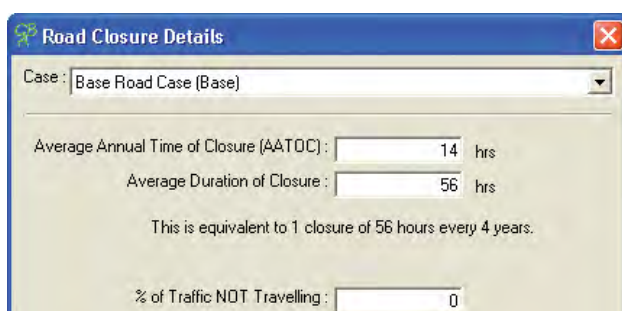 Road Closure Details
Case : Base Road Case (Base)
Average Annual Time of Closure (AATOC) : 14 hrs
Average Duration of Closure : 56 hrs
This is equivalent to 1 closure of 56 hours every 4 years.
% of Traffic NOT Travelling : 0